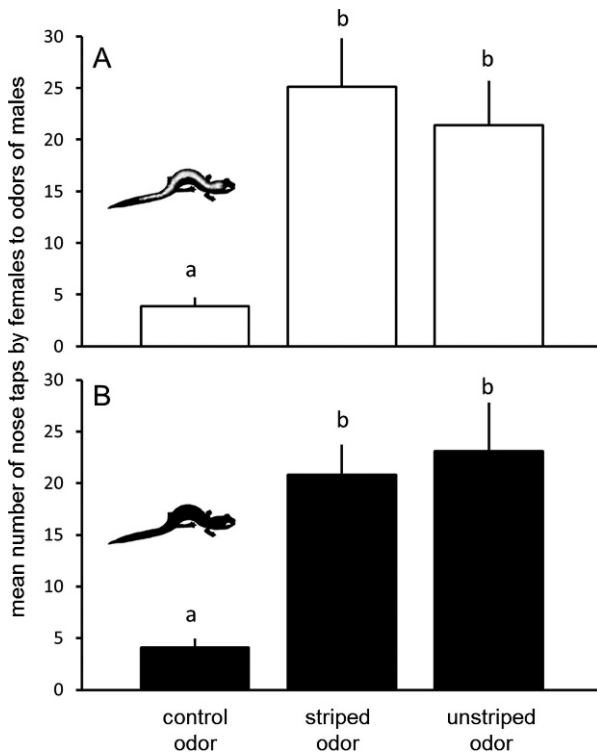 mean number of nose taps by females to odors of males
A
30
25
20
15
10
5
0
a
b
b
B
30
25
20
15
10
5
0
a
b
b
control
odor
striped
odor
unstriped
odor